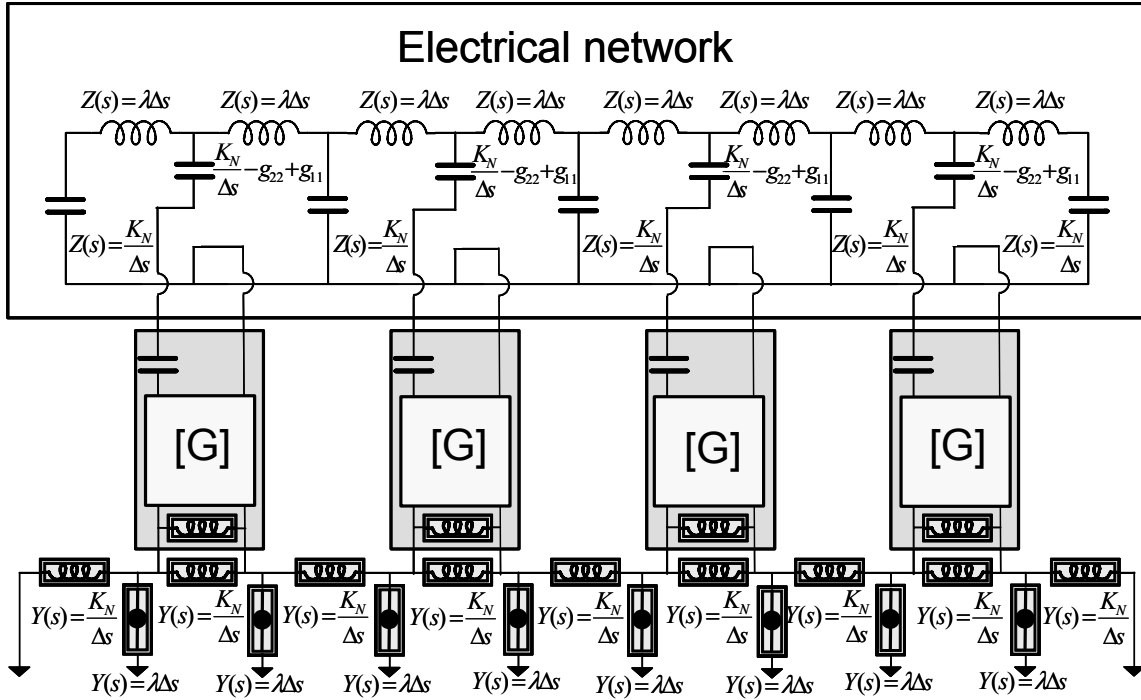 Electrical network
Z(s)=λΔs Z(s)=λΔs Z(s)=λΔs Z(s)=λΔs Z(s)=λΔs Z(s)=λΔs Z(s)=λΔs Z(s)=λΔs
K_N/Δs-g₂₂+g₁₁ K_N/Δs-g₂₂+g₁₁ K_N/Δs-g₂₂+g₁₁ K_N/Δs-g₂₂+g₁₁
Z(s)=K_N/Δs Z(s)=K_N/Δs Z(s)=K_N/Δs Z(s)=K_N/Δs Z(s)=K_N/Δs
[G] [G] [G] [G]
Y(s)=K_N/Δs Y(s)=K_N/Δs Y(s)=K_N/Δs Y(s)=K_N/Δs Y(s)=K_N/Δs Y(s)=K_N/Δs Y(s)=K_N/Δs Y(s)=K_N/Δs Y(s)=K_N/Δs
Y(s)=λΔs Y(s)=λΔs Y(s)=λΔs Y(s)=λΔs Y(s)=λΔs Y(s)=λΔs Y(s)=λΔs Y(s)=λΔs